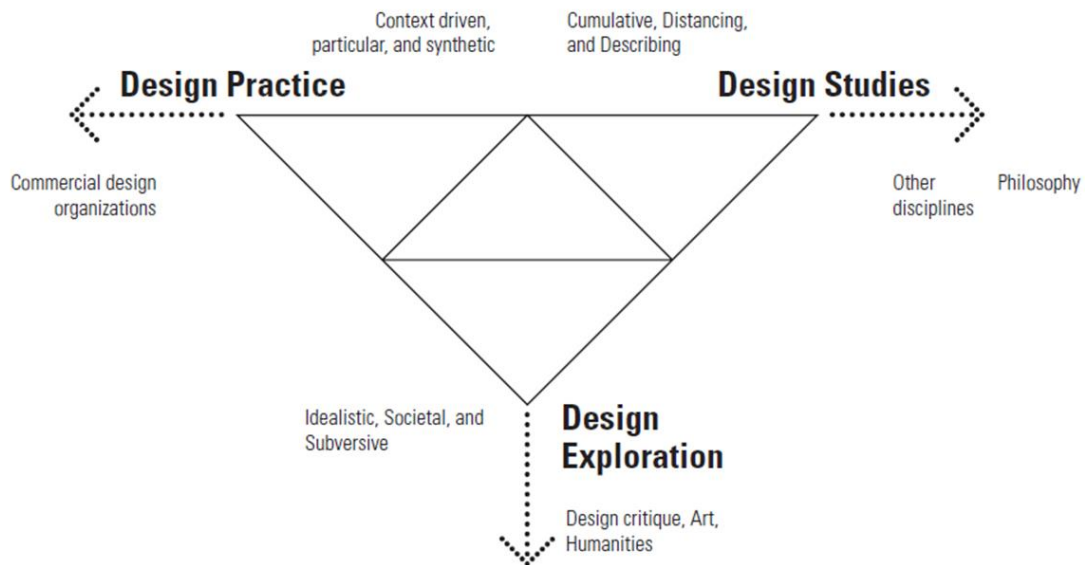 Context driven,
particular, and synthetic
Cumulative, Distancing,
and Describing
Design Practice
Design Studies
Commercial design
organizations
Other
disciplines
Philosophy
Idealistic, Societal, and
Subversive
Design
Exploration
Design critique, Art,
Humanities